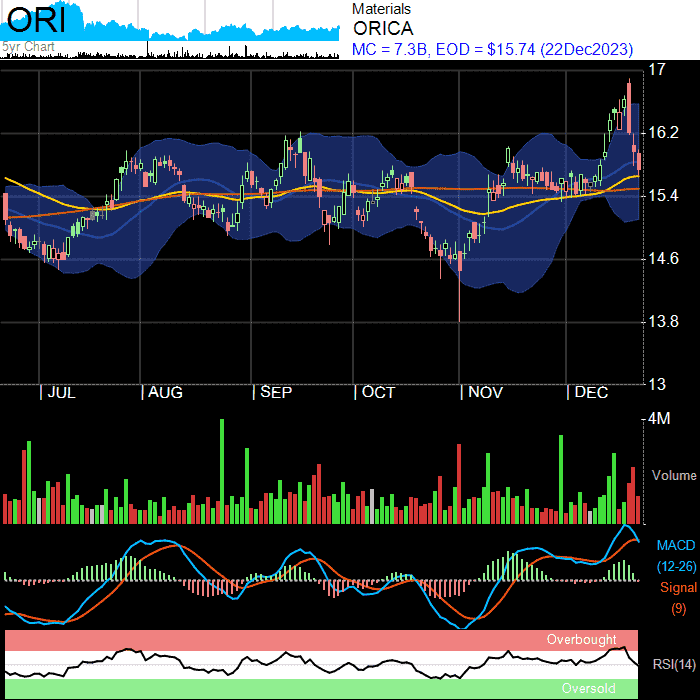 ORI
5yr Chart
Materials
ORICA
MC = 7.3B, EOD = $15.74 (22Dec2023)
17
16.2
15.4
14.6
13.8
13
| JUL | AUG | SEP | OCT | NOV | DEC
4M
Volume
MACD
(12-26)
Signal
(9)
Overbought
RSI(14)
Oversold